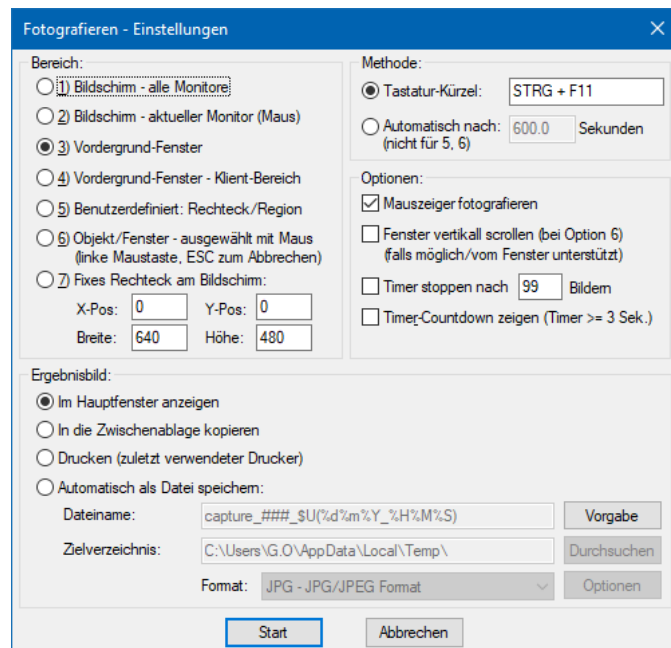 Fotografieren - Einstellungen
Bereich:
1) Bildschirm - alle Monitore
2) Bildschirm - aktueller Monitor (Maus)
3) Vordergrund-Fenster
4) Vordergrund-Fenster - Klient-Bereich
5) Benutzerdefiniert: Rechteck/Region
6) Objekt/Fenster - ausgewählt mit Maus
(linke Maustaste, ESC zum Abbrechen)
7) Fixes Rechteck am Bildschirm:
X-Pos: 0 Y-Pos: 0
Breite: 640 Höhe: 480
Methode:
Tastatur-Kürzel: STRG + F11
Automatisch nach: 600.0 Sekunden
(nicht für 5, 6)
Optionen:
Mauszeiger fotografieren
Fenster vertikall scrollen (bei Option 6)
(falls möglich/vom Fenster unterstützt)
Timer stoppen nach 99 Bildern
Timer-Countdown zeigen (Timer >= 3 Sek.)
Ergebnisbild:
Im Hauptfenster anzeigen
In die Zwischenablage kopieren
Drucken (zuletzt verwendeter Drucker)
Automatisch als Datei speichern:
Dateiname: capture_###_$U(%d%m%Y_%H%M%S) Vorgabe
Zielverzeichnis: C:\Users\G.O\AppData\Local\Temp\ Durchsuchen
Format: JPG - JPG/JPEG Format Optionen
Start Abbrechen